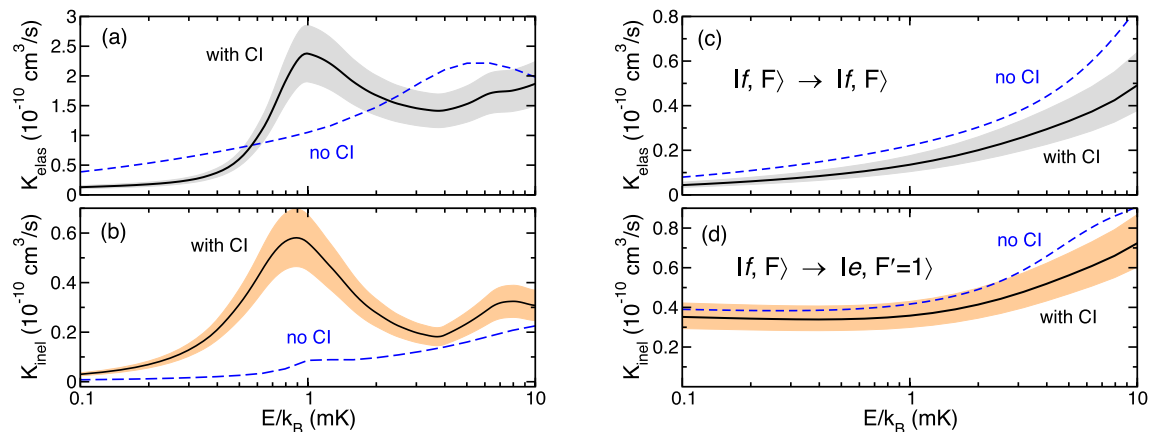 (a)
with CI
no CI
K_elas (10^-10 cm^3/s)
3
2.5
2
1.5
1
0.5
0
(b)
with CI
no CI
K_inel (10^-10 cm^3/s)
0.6
0.4
0.2
0
0.1
1
10
E/k_B (mK)
(c)
|f, F⟩ → |f, F⟩
no CI
with CI
K_elas (10^-10 cm^3/s)
0.8
0.6
0.4
0.2
0
(d)
|f, F⟩ → |e, F'=1⟩
no CI
with CI
K_inel (10^-10 cm^3/s)
0.8
0.6
0.4
0.2
0.1
1
10
E/k_B (mK)